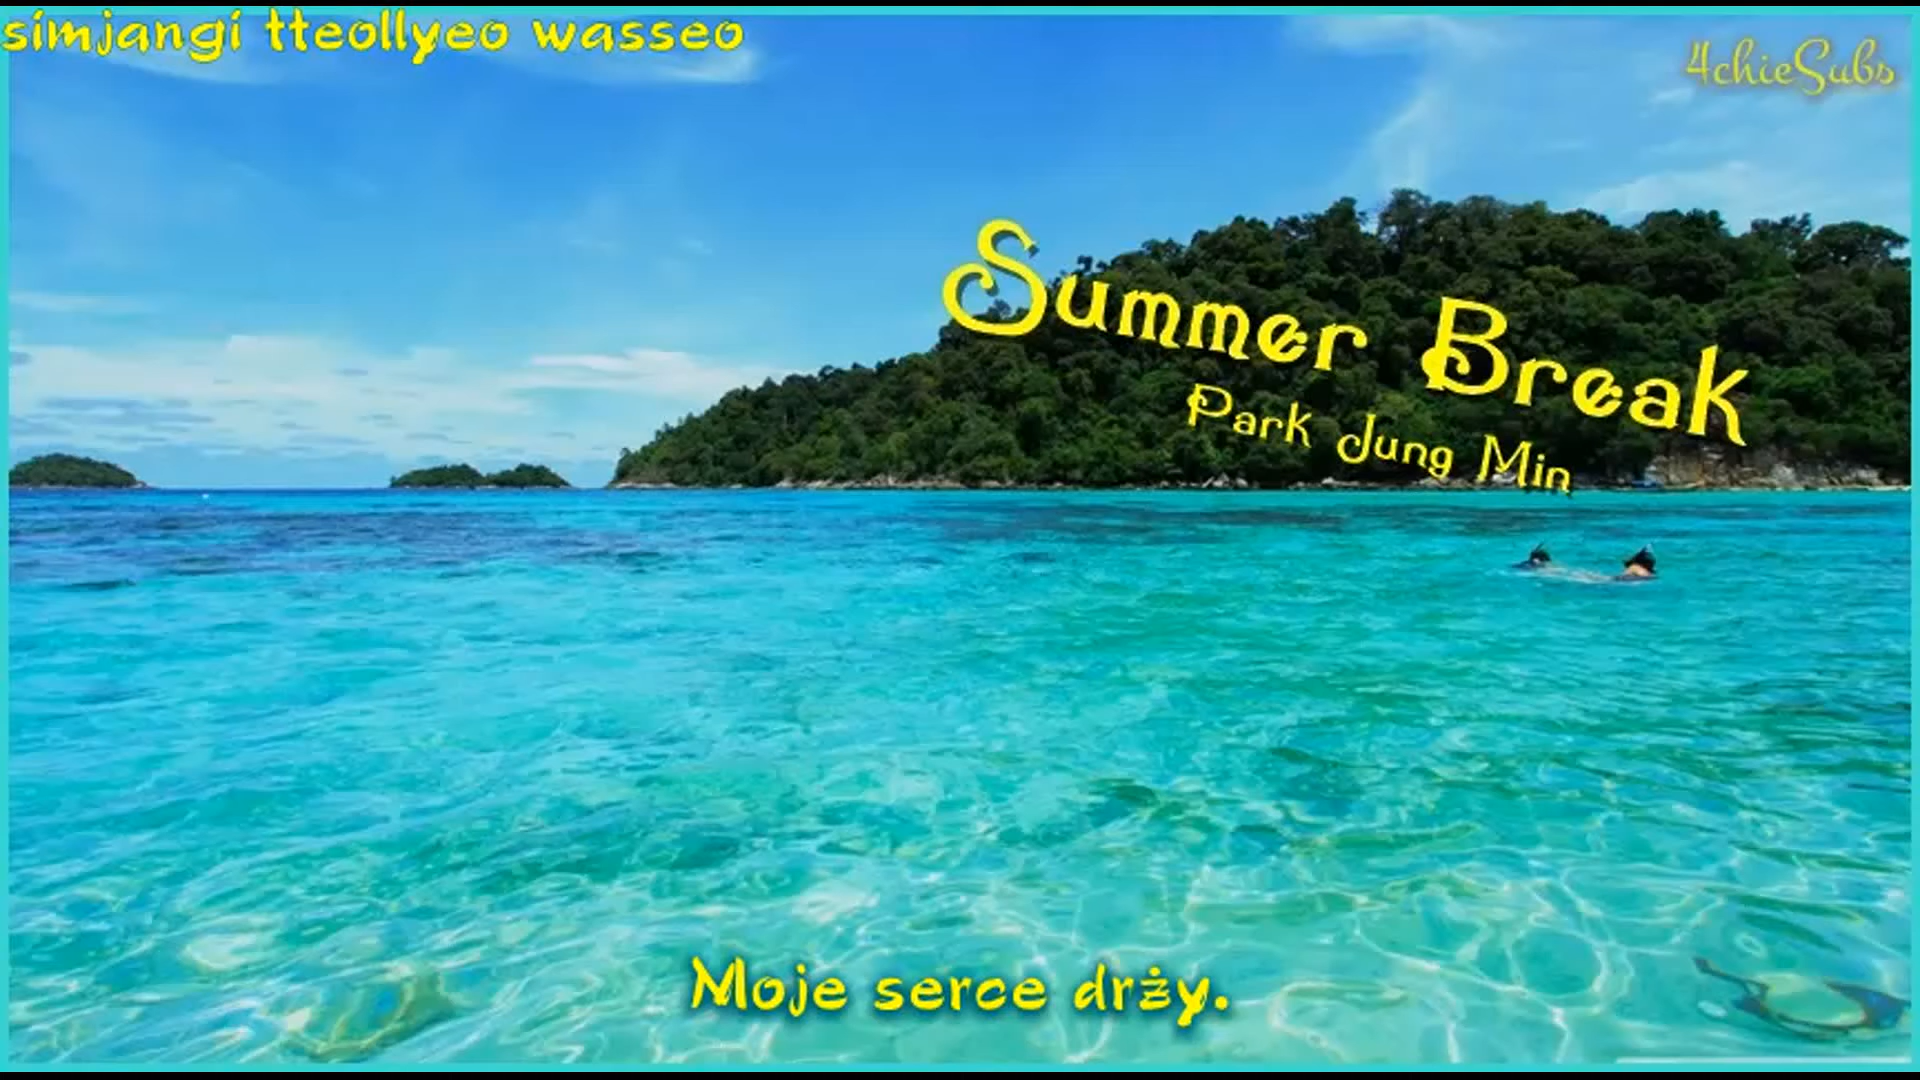 simjangi tteollyeo wasseo
4chieSubs
Summer Break
Park Jung Min
Moje serce drży.